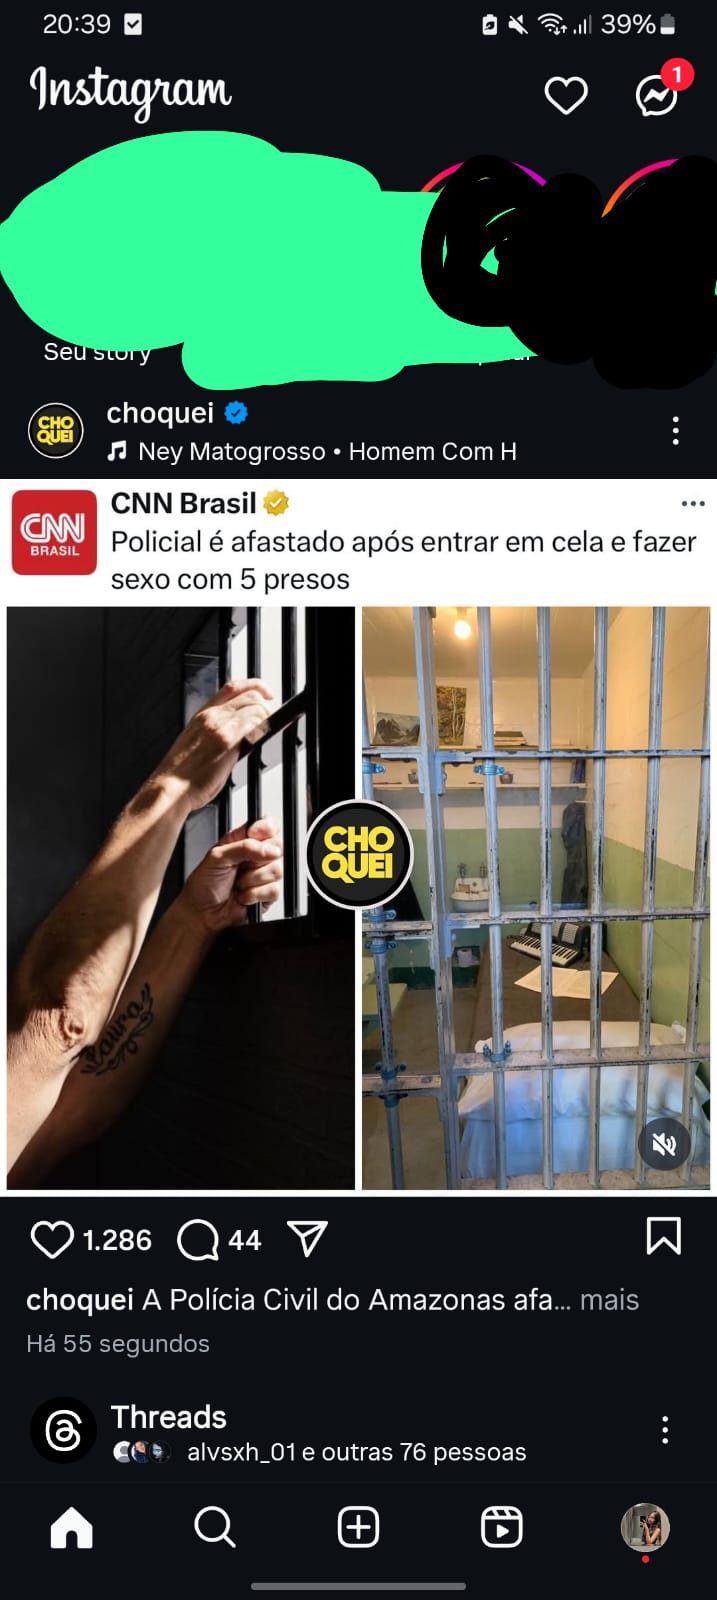 20:39
39%
Instagram
1
Seu story
CHO
QUEI
choquei
Ney Matogrosso • Homem Com H
CNN
BRASIL
CNN Brasil
Policial é afastado após entrar em cela e fazer
sexo com 5 presos
CHO
QUEI
1.286
44
choquei A Polícia Civil do Amazonas afa... mais
Há 55 segundos
Threads
alvsxh_01 e outras 76 pessoas